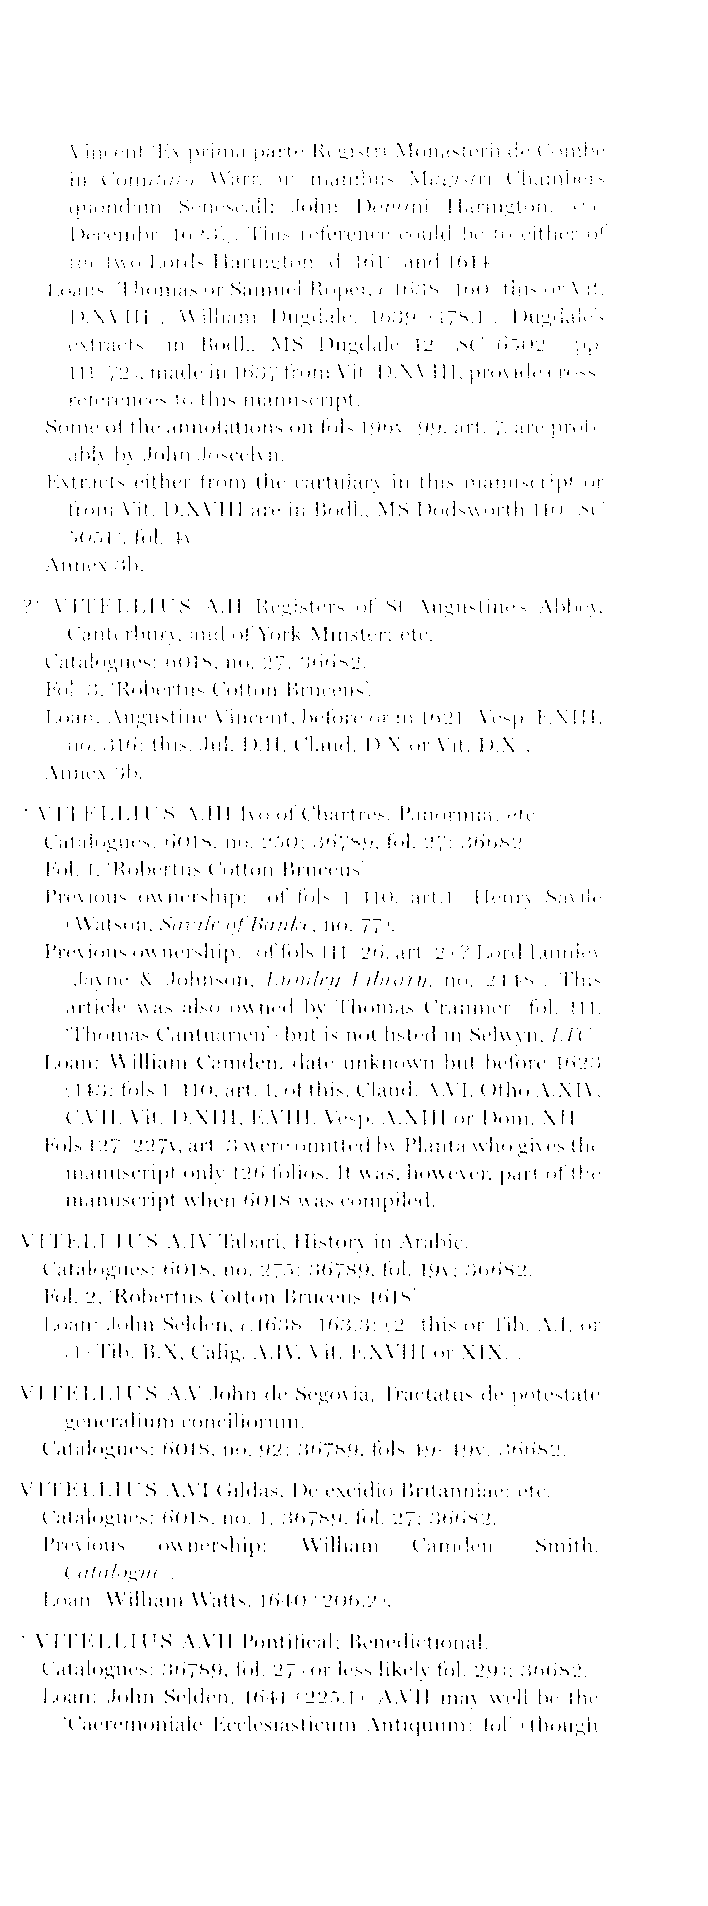 Vincent 'Ex prima parte Registri Monasterii de Combe
in Comitatu Warr. in manibus Magistri Chambers
quondam Senescall: John Domini Harington,
Decembr. This reference could be to either of
the two Lords Harington d. and 1614
Loans: Thomas or Samuel Roper, c.1638 this or Vit.
D.XVIII William Dugdale, 1639 Dugdale's
extracts in Bodl., MS Dugdale 12 SC 6502 pp.
made in 1637 from Vit. D.XVIII, provide cross-
references to this manuscript.
Some of the annotations on fols 196v-99, art. 7, are prob-
ably by John Joscelyn.
Extracts either from the cartulary in this manuscript or
from Vit. D.XVIII are in Bodl., MS Dodsworth 110 SC
fol. 4v
Annex 3b.
VITELLIUS A.II Registers of St Augustine's Abbey,
Canterbury, and of York Minster; etc.
Catalogues: 6018, no. 27; 36682.
Fol. 3, 'Robertus Cotton Bruceus'.
Loan: Augustine Vincent, before or in 1621 Vesp. F.XIII,
no. 316: this, Jul. D.II, Claud. D.X or Vit. D.X
Annex 3b.
VITELLIUS A.III Ivo of Chartres, Panormia; etc.
Catalogues: 6018, no. 250; 36789, fol. 27; 36682
Fol. 1, 'Robertus Cotton Bruceus'
Previous ownership: of fols 1-110, art.1 Henry Savile
(Watson, Savile of Banke, no. 77).
Previous ownership: of fols 111-26, art. 2) ? Lord Lumley
(Jayne & Johnson, Lumley Library, no. This
article was also owned by Thomas Cranmer (fol. 111,
'Thomas Cantuarien') but is not listed in Selwyn,
Loan: William Camden, date unknown but before 1623
(143: fols 1-110, art. 1, of this, Claud. A.VI, Otho A.XIV,
C.VII, Vit. D.XIII, E.VIII, Vesp. A.XIII or Dom. XII
Fols 127-227v, art. 3 were omitted by Planta who gives the
manuscript only 126 folios. It was, however, part of the
manuscript when 6018 was compiled.
VITELLIUS A.IV Tabari, History in Arabic.
Catalogues: 6018, no. 275; 36789, fol. 49v; 36682.
Fol. 2, 'Robertus Cotton Bruceus 1618'
Loan: John Selden, c.1638 163.3: (2) this or Tib. A.I, or
Tib. B.X, Calig. A.IV, Vit. F.XVIII or XIX.
VITELLIUS A.V John de Segovia, Tractatus de potestate
generalium conciliorum.
Catalogues: 6018, no. 92; 36789, fols 49-49v; 36682.
VITELLIUS A.VI Gildas, De excidio Britanniae; etc.
Catalogues: 6018, no. 1; 36789, fol. 27; 36682.
Previous ownership: William Camden Smith,
Catalogue
Loan: William Watts, 1640 (206.2).
VITELLIUS A.VII Pontifical; Benedictional.
Catalogues: 36789, fol. 27 (or less likely fol. 29); 36682.
Loan: John Selden, 1641 (225.1). A.VII may well be the
'Caeremoniale Ecclesiasticum Antiquum; fol' (though